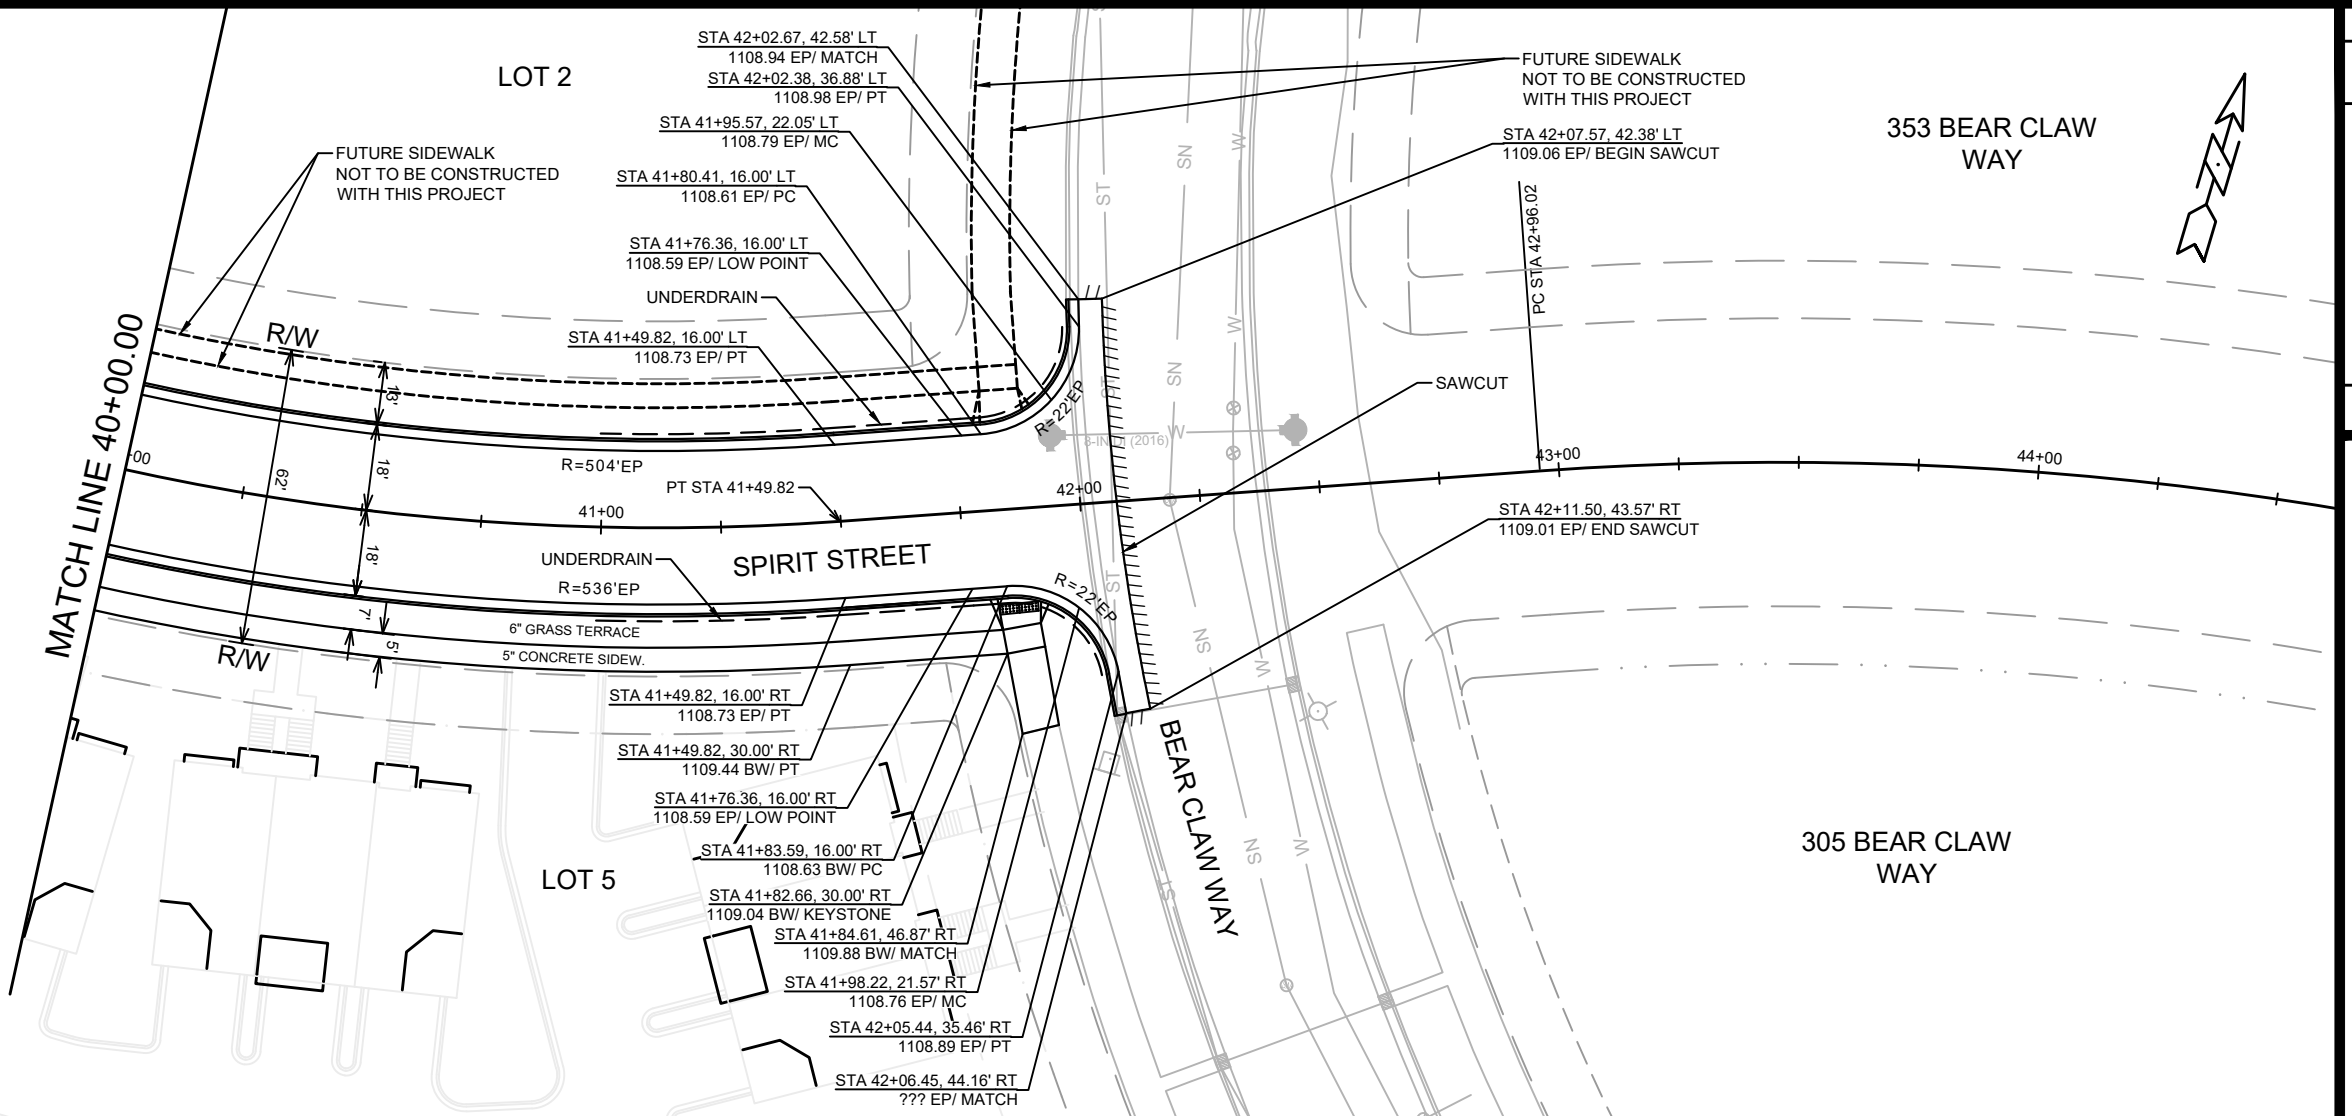 LOT 2
STA 42+02.67, 42.58' LT
1108.94 EP/ MATCH
STA 42+02.38, 36.88' LT
1108.98 EP/ PT
STA 41+95.57, 22.05' LT
1108.79 EP/ MC
STA 41+80.41, 16.00' LT
1108.61 EP/ PC
STA 41+76.36, 16.00' LT
1108.59 EP/ LOW POINT
UNDERDRAIN
STA 41+49.82, 16.00' LT
1108.73 EP/ PT
FUTURE SIDEWALK
NOT TO BE CONSTRUCTED
WITH THIS PROJECT
FUTURE SIDEWALK
NOT TO BE CONSTRUCTED
WITH THIS PROJECT
STA 42+07.57, 42.38' LT
1109.06 EP/ BEGIN SAWCUT
353 BEAR CLAW
WAY
PC STA 42+96.02
R/W
MATCH LINE 40+00.00
13'
18'
62'
18'
7'
5'
R/W
-00
R=504'EP
R=22'EP
PT STA 41+49.82
41+00
42+00
43+00
44+00
ST
SN
W
ST
SN
W
W
ST
8-IN DI (2016)
SAWCUT
STA 42+11.50, 43.57' RT
1109.01 EP/ END SAWCUT
SPIRIT STREET
UNDERDRAIN
R=536'EP
R=22'EP
6" GRASS TERRACE
5" CONCRETE SIDEW.
STA 41+49.82, 16.00' RT
1108.73 EP/ PT
STA 41+49.82, 30.00' RT
1109.44 BW/ PT
STA 41+76.36, 16.00' RT
1108.59 EP/ LOW POINT
STA 41+83.59, 16.00' RT
1108.63 BW/ PC
STA 41+82.66, 30.00' RT
1109.04 BW/ KEYSTONE
STA 41+84.61, 46.87' RT
1109.88 BW/ MATCH
STA 41+98.22, 21.57' RT
1108.76 EP/ MC
STA 42+05.44, 35.46' RT
1108.89 EP/ PT
STA 42+06.45, 44.16' RT
??? EP/ MATCH
LOT 5
BEAR CLAW WAY
ST
SN
W
SN
W
ST
305 BEAR CLAW
WAY